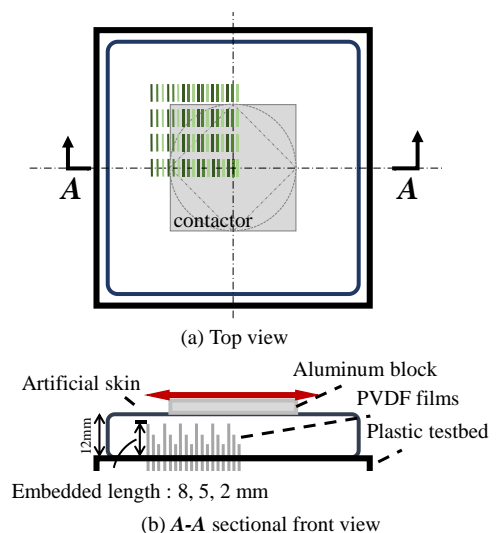 A
A
contactor
(a) Top view
Aluminum block
Artificial skin
PVDF films
Plastic testbed
12mm
Embedded length : 8, 5, 2 mm
(b) A-A sectional front view